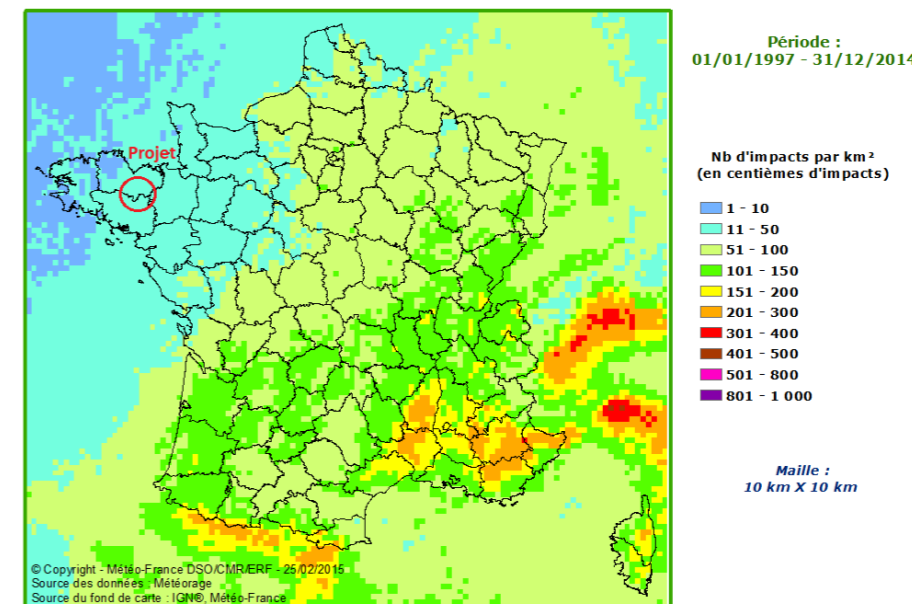 Période :
01/01/1997 - 31/12/2014
Projet
Nb d'impacts par km²
(en centièmes d'impacts)
1 - 10
11 - 50
51 - 100
101 - 150
151 - 200
201 - 300
301 - 400
401 - 500
501 - 800
801 - 1 000
Maille :
10 km X 10 km
© Copyright - Météo-France DSO/CMR/ERF - 25/02/2015
Source des données : Météorage
Source du fond de carte : IGN®, Météo-France